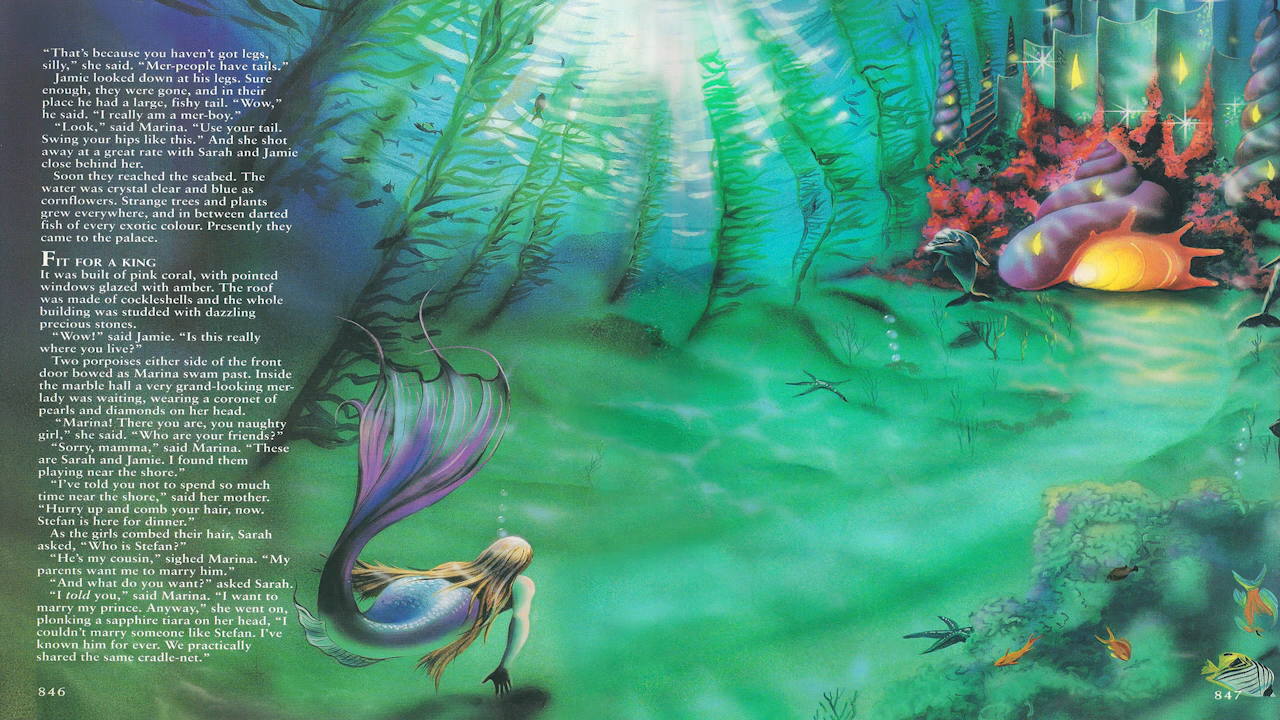 “That’s because you haven’t got legs,
silly,” she said. “Mer-people have tails.”
Jamie looked down at his legs. Sure
enough, they were gone, and in their
place he had a large, fishy tail. “Wow,”
he said. “I really am a mer-boy.”
“Look,” said Marina. “Use your tail.
Swing your hips like this.” And she shot
away at a great rate with Sarah and Jamie
close behind her.
Soon they reached the seabed. The
water was crystal clear and blue as
cornflowers. Strange trees and plants
grew everywhere, and in between darted
fish of every exotic colour. Presently they
came to the palace.
FIT FOR A KING
It was built of pink coral, with pointed
windows glazed with amber. The roof
was made of cockleshells and the whole
building was studded with dazzling
precious stones.
“Wow!” said Jamie. “Is this really
where you live?”
Two porpoises either side of the front
door bowed as Marina swam past. Inside
the marble hall a very grand-looking mer-
lady was waiting, wearing a coronet of
pearls and diamonds on her head.
“Marina! There you are, you naughty
girl,” she said. “Who are your friends?”
“Sorry, mamma,” said Marina. “These
are Sarah and Jamie. I found them
playing near the shore.”
“I’ve told you not to spend so much
time near the shore,” said her mother.
“Hurry up and comb your hair, now.
Stefan is here for dinner.”
As the girls combed their hair, Sarah
asked, “Who is Stefan?”
“He’s my cousin,” sighed Marina. “My
parents want me to marry him.”
“And what do you want?” asked Sarah.
“I told you,” said Marina. “I want to
marry my prince. Anyway,” she went on,
plonking a sapphire tiara on her head, “I
couldn’t marry someone like Stefan. I’ve
known him for ever. We practically
shared the same cradle-net.”
846
847